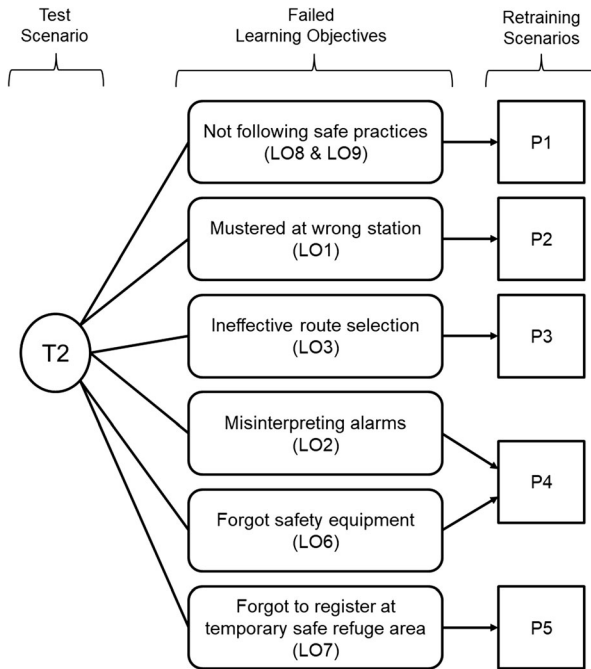 Test
Scenario
Failed
Learning Objectives
Retraining
Scenarios
Not following safe practices
(LO8 & LO9)
P1
Mustered at wrong station
(LO1)
P2
Ineffective route selection
(LO3)
P3
T2
Misinterpreting alarms
(LO2)
P4
Forgot safety equipment
(LO6)
Forgot to register at
temporary safe refuge area
(LO7)
P5